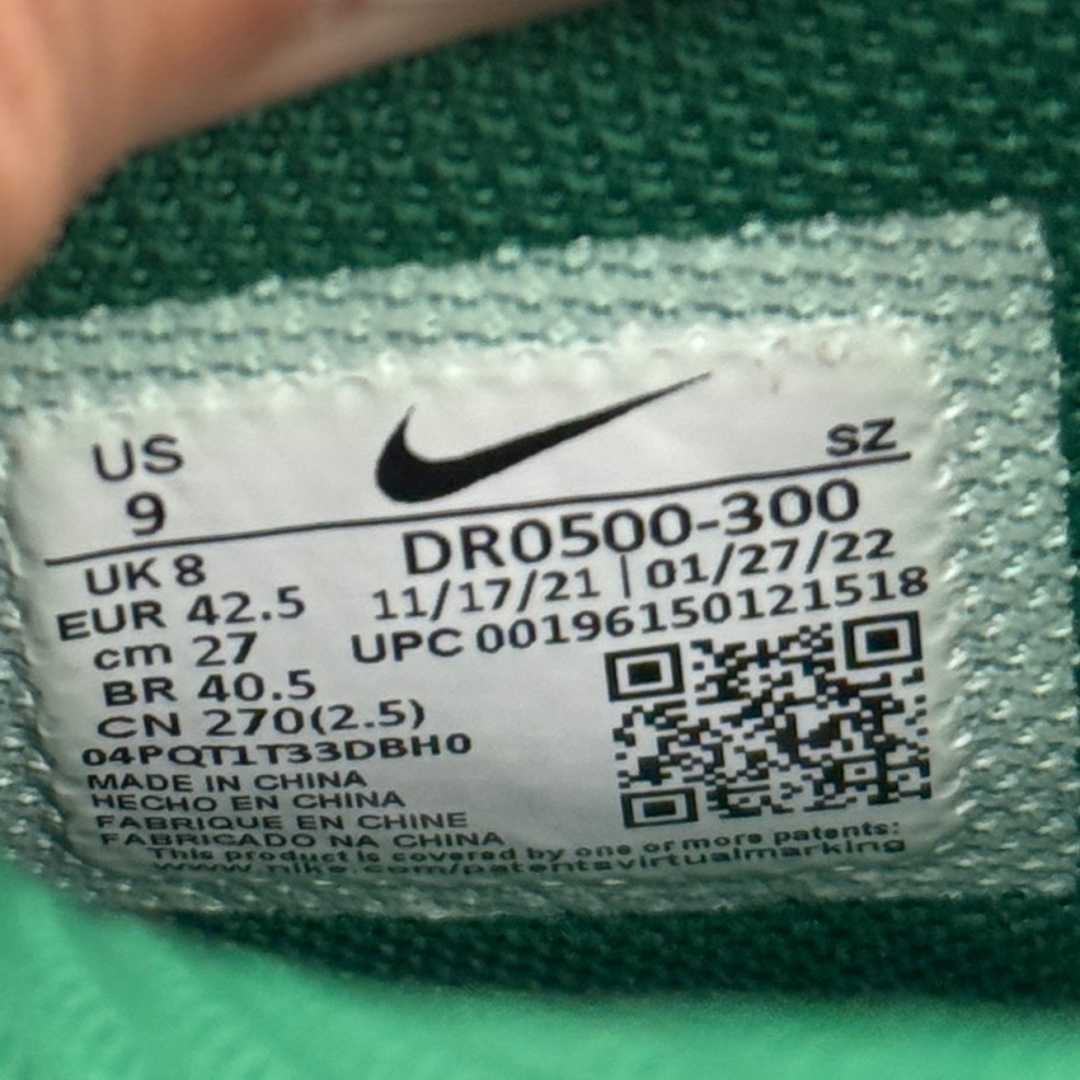 US
9
SZ
UK 8
EUR 42.5
cm 27
BR 40.5
CN 270(2.5)
DR0500-300
11/17/21 | 01/27/22
UPC 00196150121518
04PQT1T33DBH0
MADE IN CHINA
HECHO EN CHINA
FABRIQUE EN CHINE
FABRICADO NA CHINA
This product is covered by one or more patents:
www.nike.com/patentsvirtualmarking